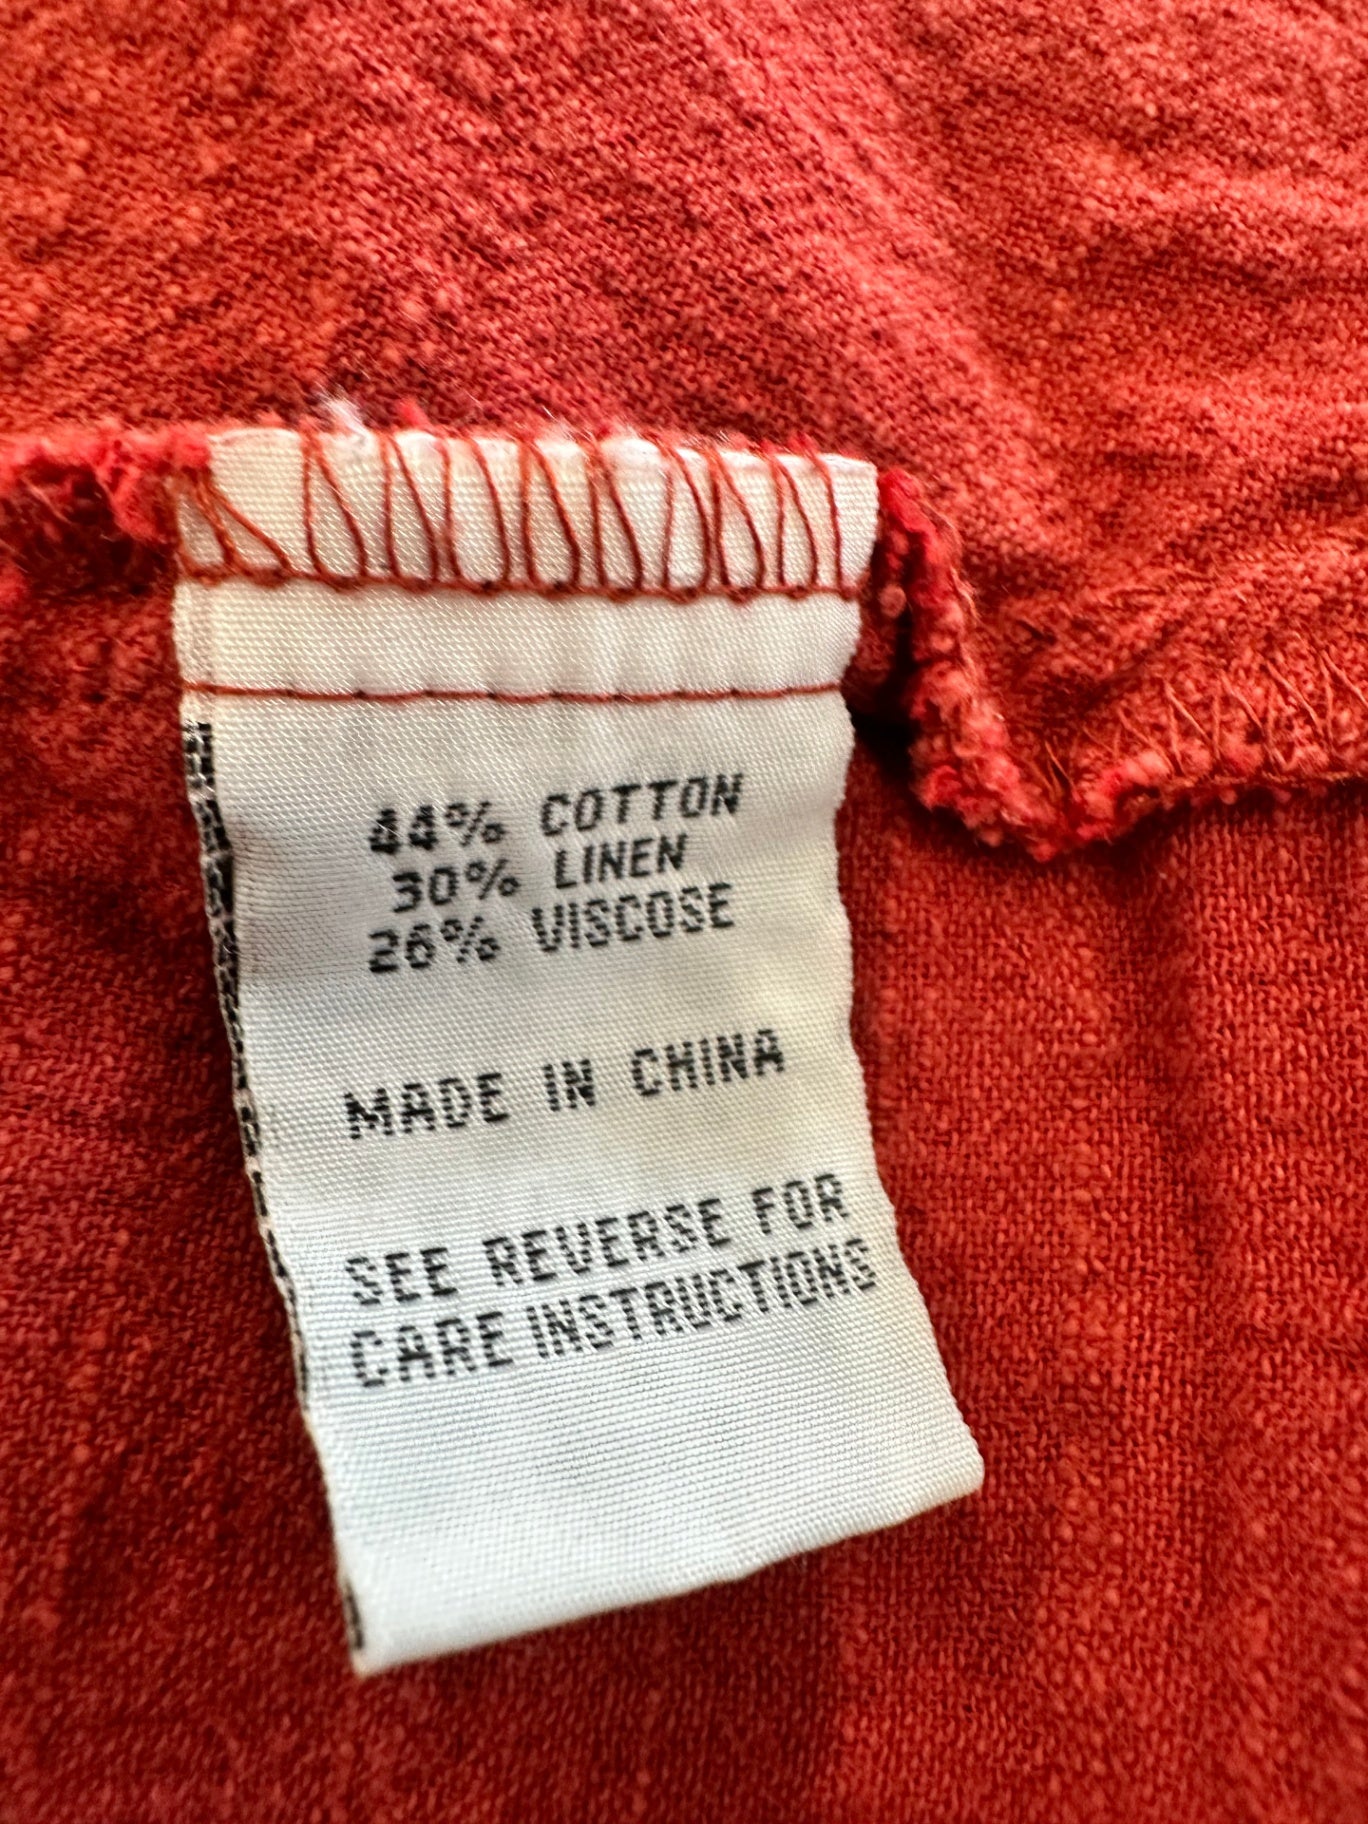 44% COTTON
30% LINEN
26% VISCOSE
MADE IN CHINA
SEE REVERSE FOR
CARE INSTRUCTIONS